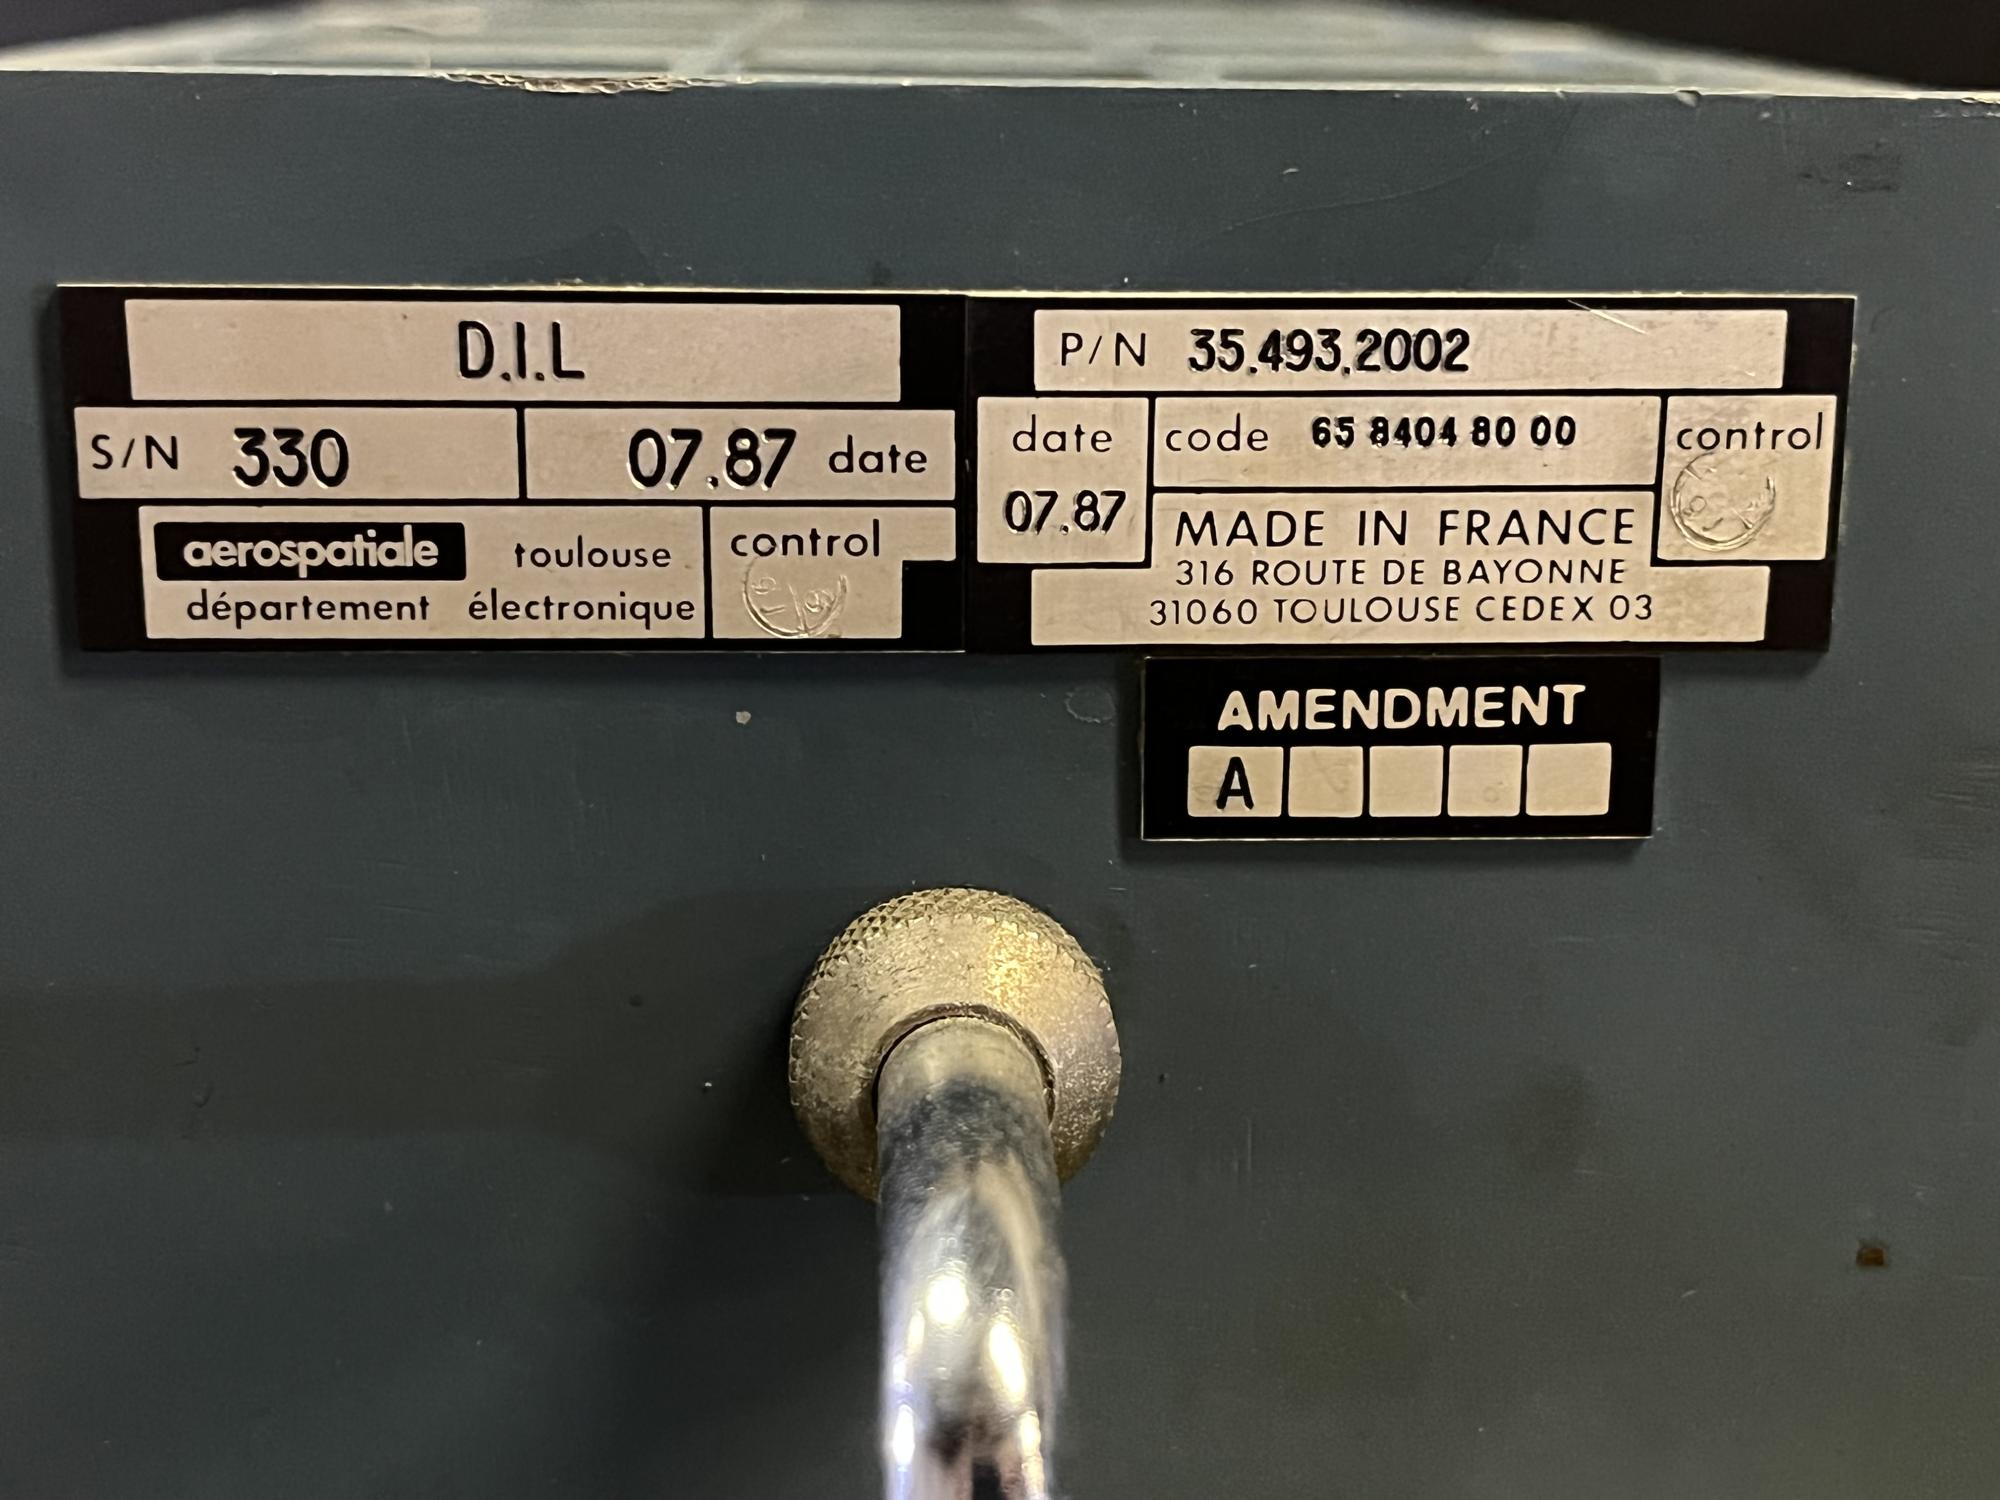 D.I.L
S/N 330 07.87 date
aerospatiale toulouse
département électronique
control
P/N 35.493.2002
date 07.87
code 65 8404 80 00
control
MADE IN FRANCE
316 ROUTE DE BAYONNE
31060 TOULOUSE CEDEX 03
AMENDMENT
A